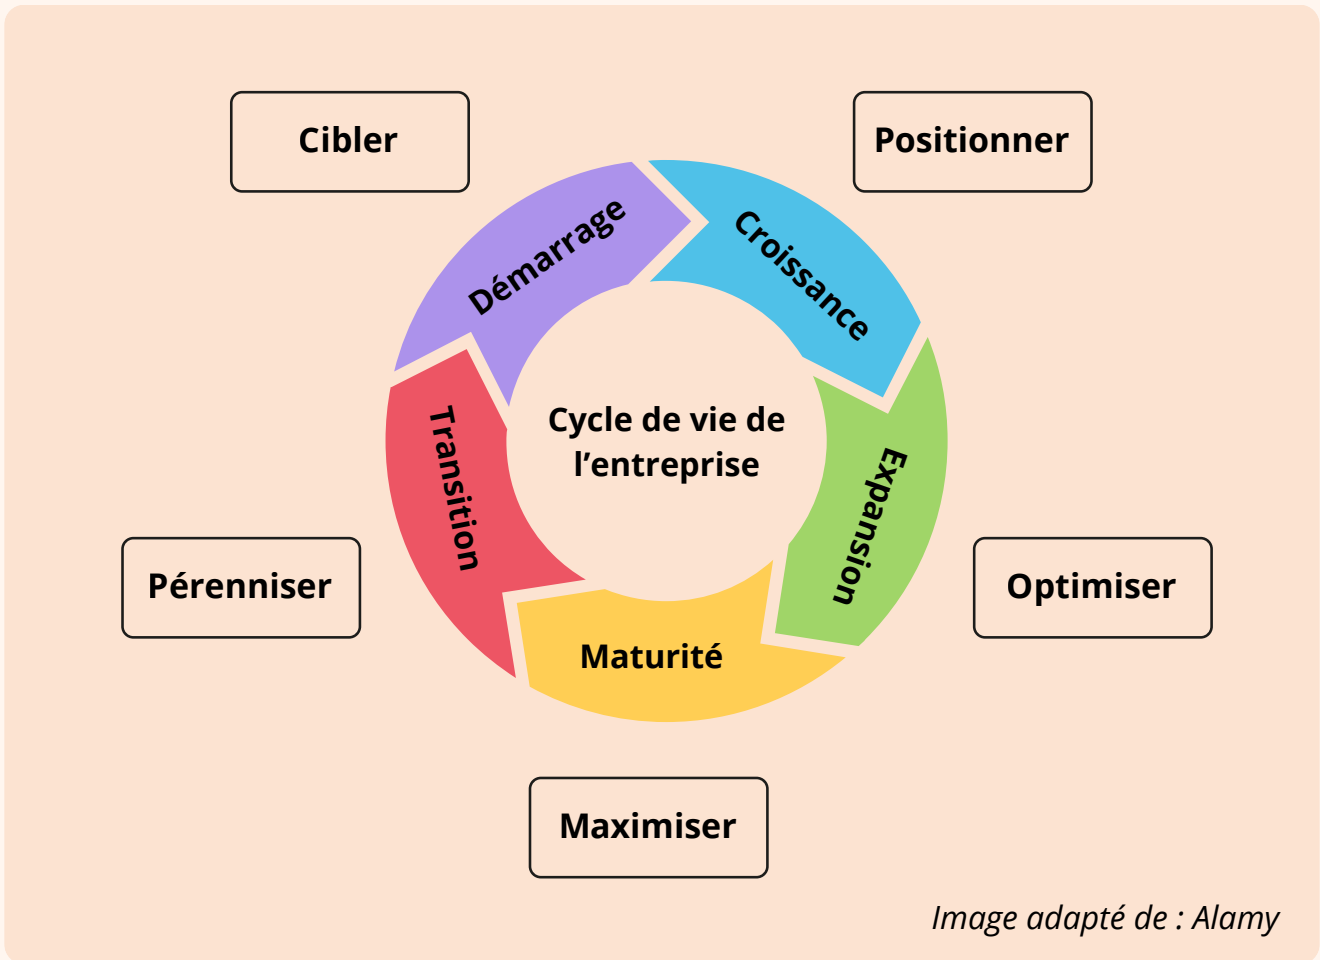 Cibler
Positionner
Démarrage
Croissance
Cycle de vie de
l’entreprise
Transition
Expansion
Pérenniser
Optimiser
Maturité
Maximiser
Image adapté de : Alamy